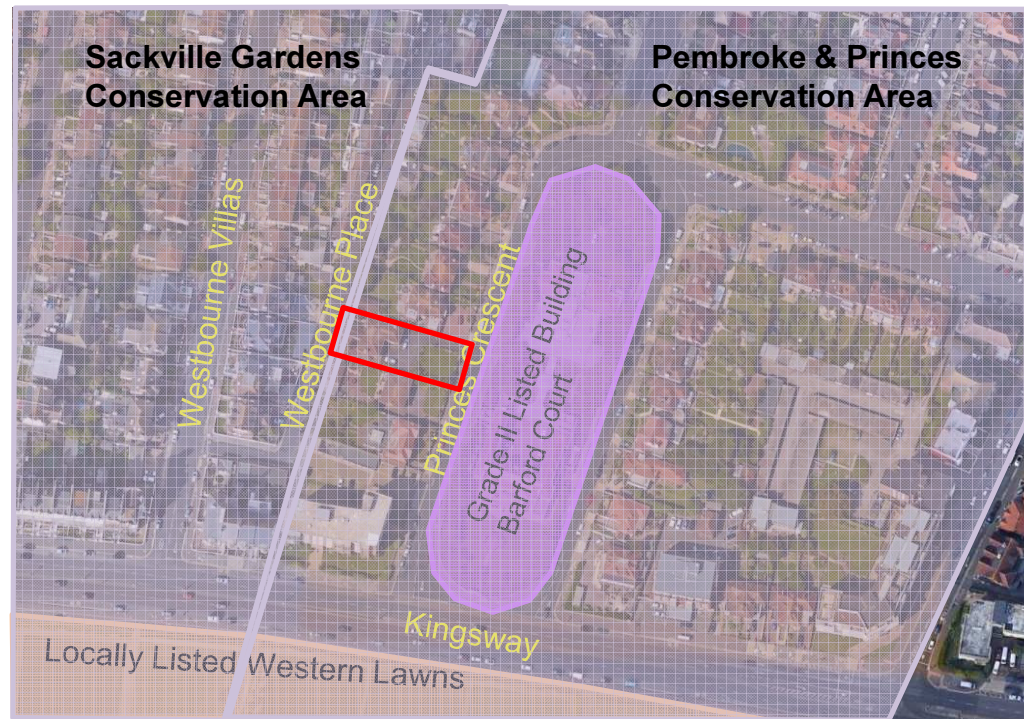 Sackville Gardens
Conservation Area
Pembroke & Princes
Conservation Area
Westbourne Villas
Westbourne Place
Princes Crescent
Grade II Listed Building
Barford Court
Kingsway
Locally Listed Western Lawns